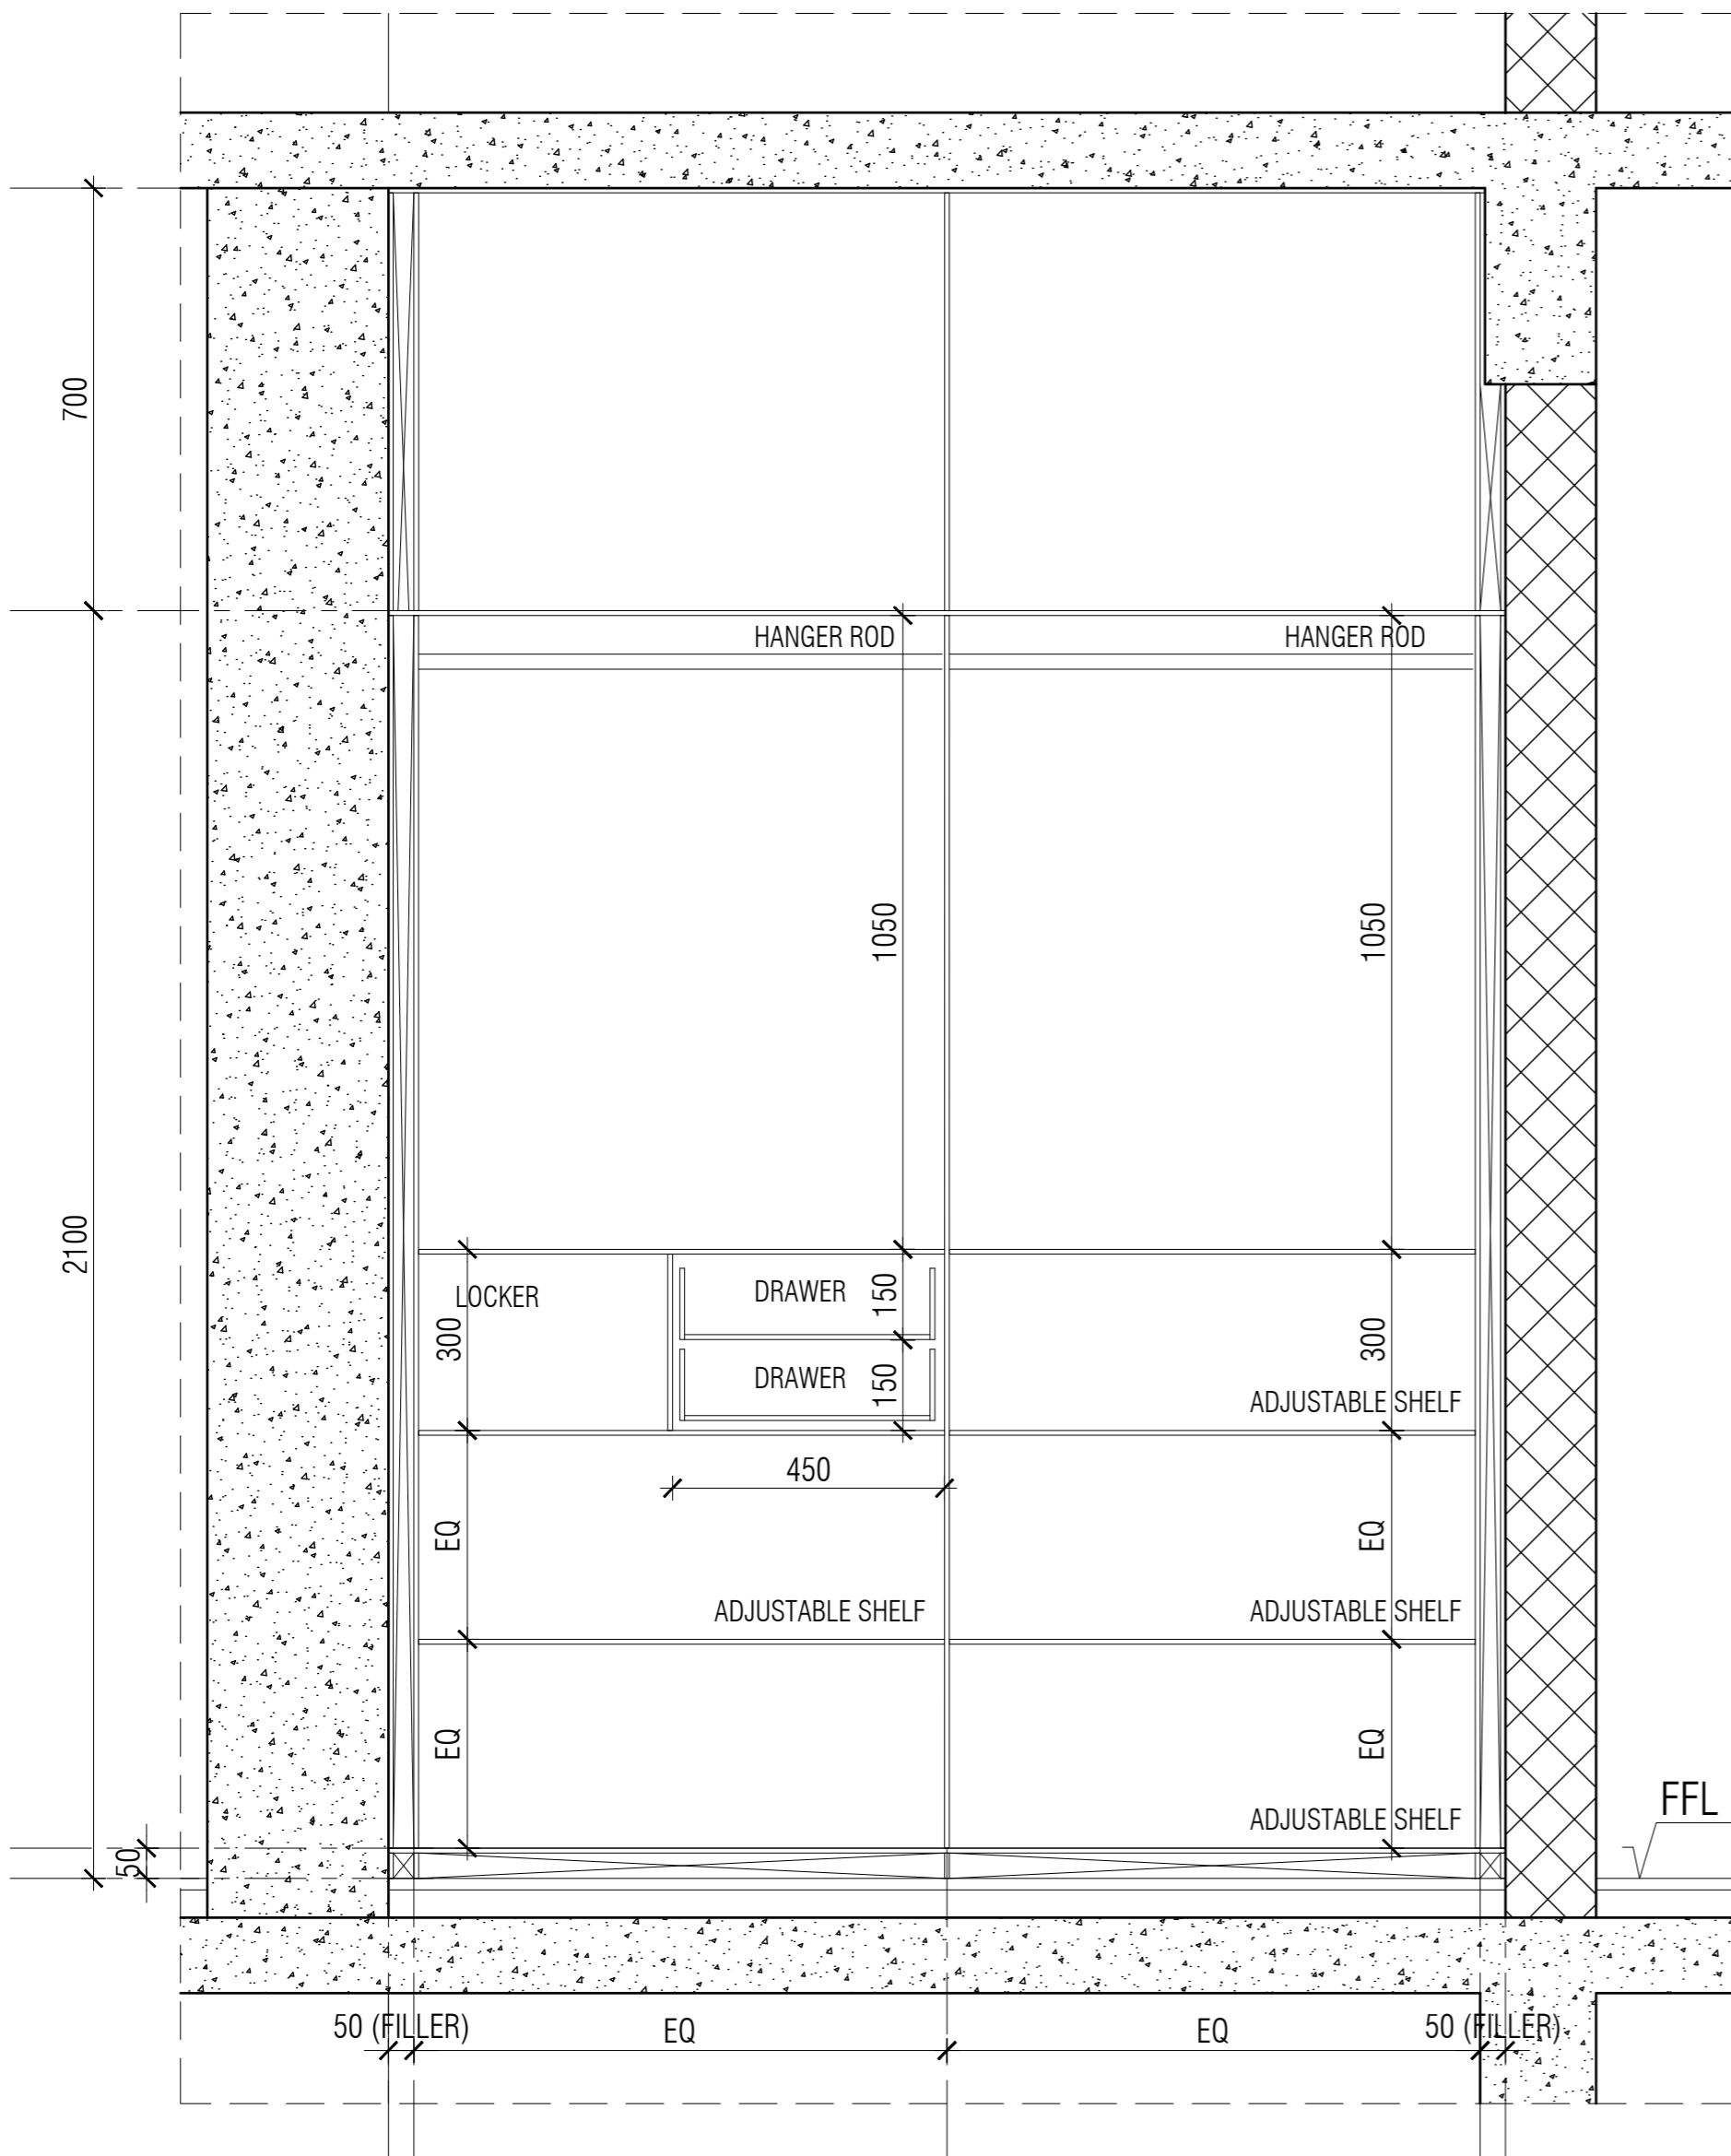 700
HANGER ROD
HANGER ROD
1050
1050
2100
LOCKER
DRAWER
150
300
300
DRAWER
150
ADJUSTABLE SHELF
450
EQ
EQ
ADJUSTABLE SHELF
ADJUSTABLE SHELF
EQ
EQ
FFL
ADJUSTABLE SHELF
50
50 (FILLER)
EQ
EQ
50 (FILLER)